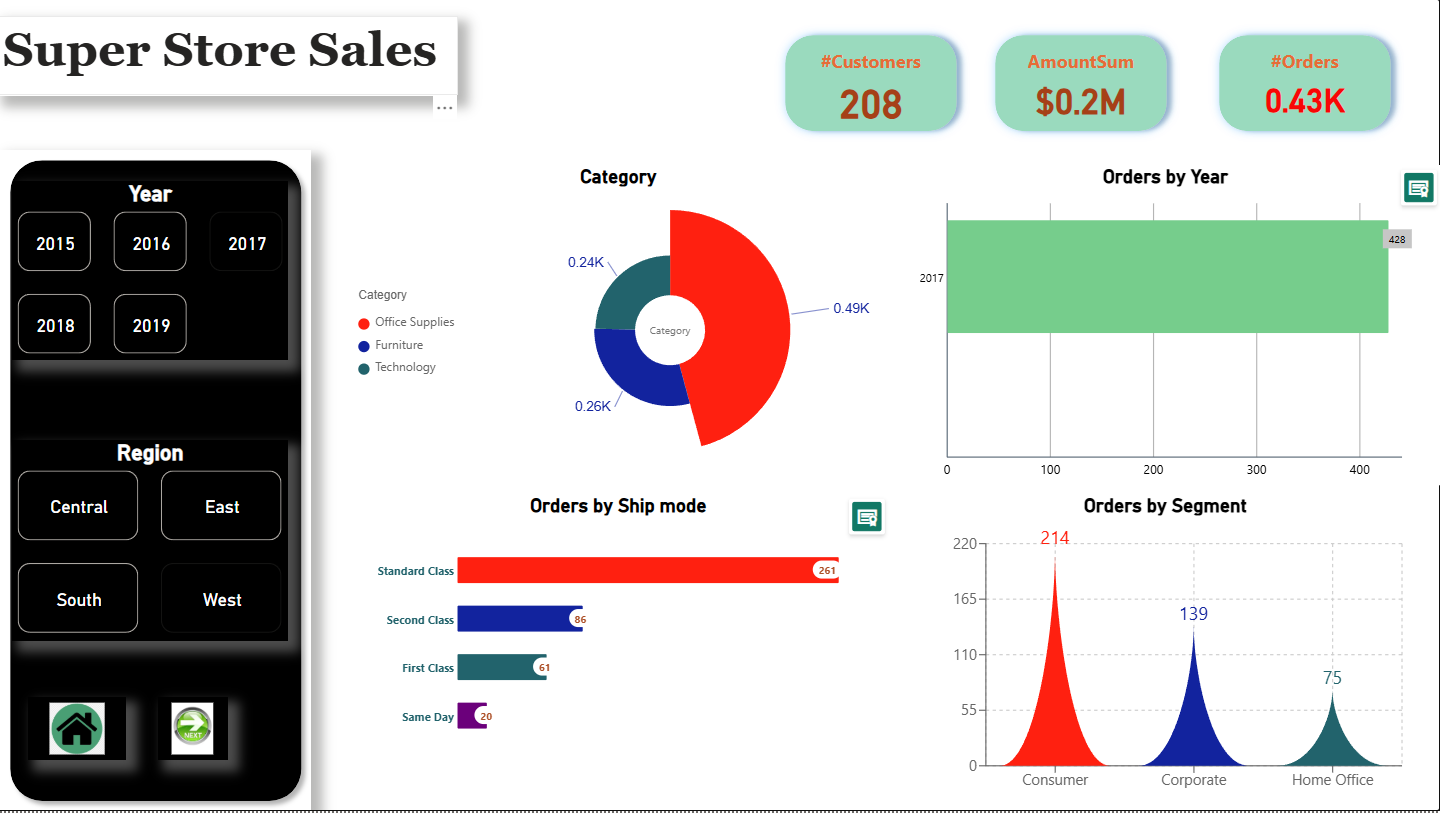 Super Store Sales
...
#Customers
208
AmountSum
$0.2M
#Orders
0.43K
Year
2015 2016 2017
2018 2019
Region
Central East
South West
NEXT
Category
Category
Office Supplies
Furniture
Technology
0.24K
0.49K
Category
0.26K
Orders by Year
428
2017
0 100 200 300 400
Orders by Ship mode
Standard Class 261
Second Class 86
First Class 61
Same Day 20
Orders by Segment
220
165
110
55
0
214
139
75
Consumer Corporate Home Office